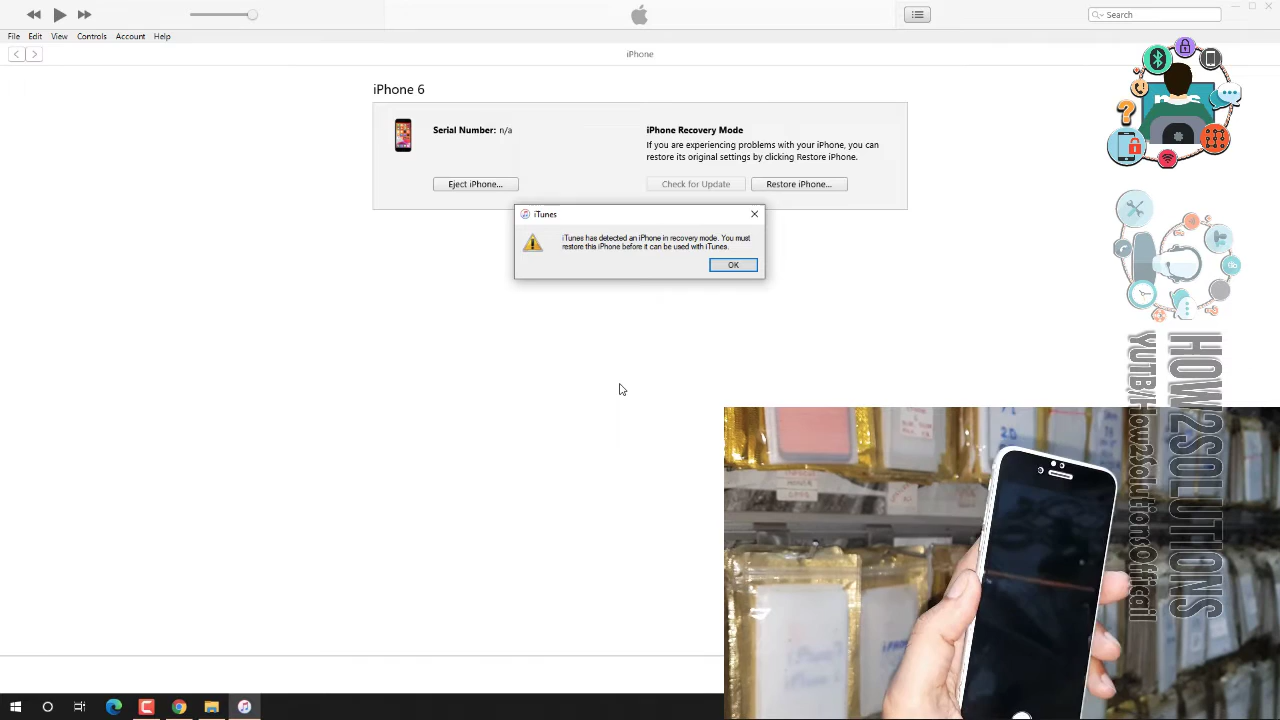 Search
File
Edit
View
Controls
Account
Help
iPhone
iPhone 6
Serial Number: n/a
iPhone Recovery Mode
If you are experiencing problems with your iPhone, you can
restore its original settings by clicking Restore iPhone.
Eject iPhone...
Check for Update
Restore iPhone...
iTunes
iTunes has detected an iPhone in recovery mode. You must
restore this iPhone before it can be used with iTunes.
OK
HOW2SOLUTIONS
YUTB/How2SolutionsOfficail